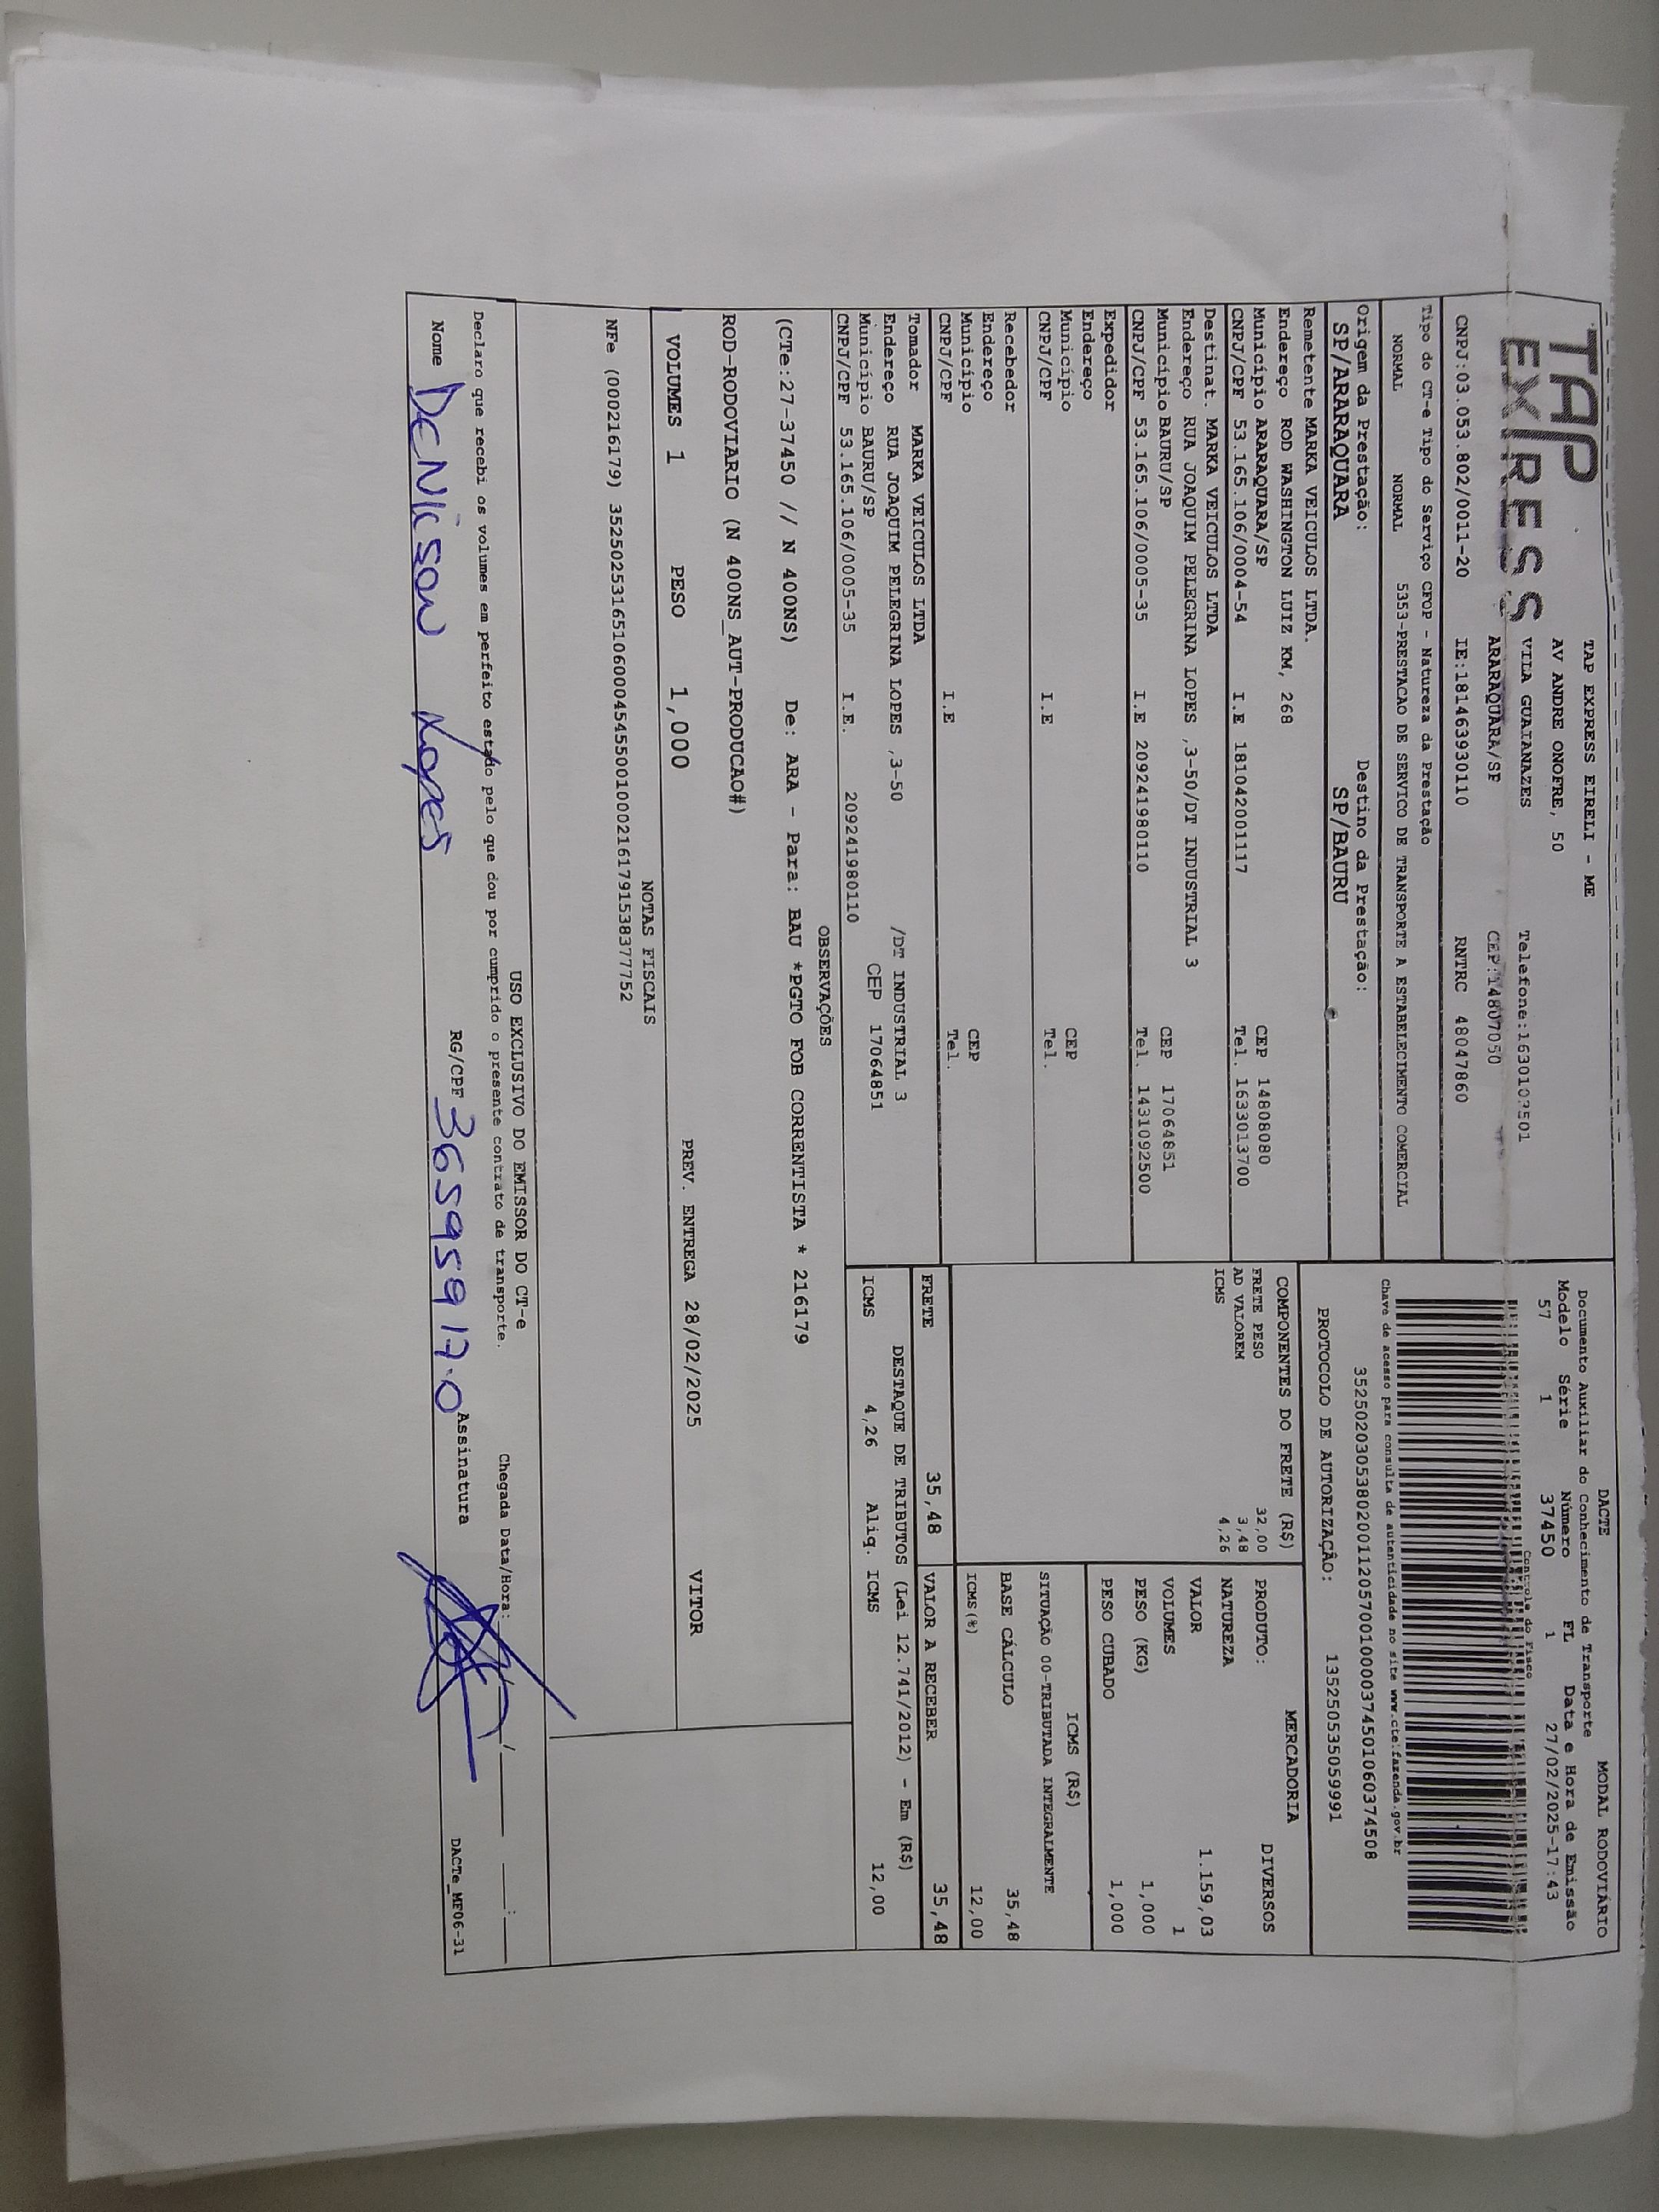 TAP
EXPRESS
TAP EXPRESS EIRELI - ME
AV ANDRE ONOFRE, 50
VILA GUAIANAZES Telefone:1630107501
ARARAQUARA/SP CEP:14807050
CNPJ:03.053.802/0011-20 IE:181463930110 RNTRC 48047860
DACTE MODAL RODOVIÁRIO
Documento Auxiliar do Conhecimento de Transporte
Modelo Série Número FL Data e Hora de Emissão
57 1 37450 1 27/02/2025-17:43
Controle do Fisco
Chave de acesso para consulta de autenticidade no site www.cte.fazenda.gov.br
35250203053802001120570010000374501060374508
PROTOCOLO DE AUTORIZAÇÃO: 135250535059991
Tipo do CT-e Tipo do Serviço CFOP - Natureza da Prestação
NORMAL NORMAL 5353-PRESTACAO DE SERVICO DE TRANSPORTE A ESTABELECIMENTO COMERCIAL
Origem da Prestação: Destino da Prestação:
SP/ARARAQUARA SP/BAURU
Remetente MARKA VEICULOS LTDA.
Endereço ROD WASHINGTON LUIZ KM, 268
Município ARARAQUARA/SP CEP 14808080
CNPJ/CPF 53.165.106/0004-54 I.E 181042001117 Tel. 1633013700
Destinat. MARKA VEICULOS LTDA
Endereço RUA JOAQUIM PELEGRINA LOPES ,3-50/DT INDUSTRIAL 3
Município BAURU/SP CEP 17064851
CNPJ/CPF 53.165.106/0005-35 I.E 209241980110 Tel. 1431092500
Expedidor
Endereço
Município CEP
CNPJ/CPF I.E Tel.
Recebedor
Endereço
Município CEP
CNPJ/CPF I.E Tel.
Tomador MARKA VEICULOS LTDA
Endereço RUA JOAQUIM PELEGRINA LOPES ,3-50 /DT INDUSTRIAL 3
Município BAURU/SP CEP 17064851
CNPJ/CPF 53.165.106/0005-35 I.E. 209241980110
COMPONENTES DO FRETE (R$)
FRETE PESO 32,00
AD VALOREM 3,48
ICMS 4,26
MERCADORIA
PRODUTO: DIVERSOS
NATUREZA
VALOR 1.159,03
VOLUMES 1
PESO (KG) 1,000
PESO CUBADO 1,000
ICMS (R$)
SITUAÇÃO 00-TRIBUTADA INTEGRALMENTE
BASE CÁLCULO 35,48
ICMS(%) 12,00
FRETE 35,48 VALOR A RECEBER 35,48
DESTAQUE DE TRIBUTOS (Lei 12.741/2012) - Em (R$)
ICMS 4,26 Aliq. ICMS 12,00
OBSERVAÇÕES
(CTe:27-37450 // N 400NS) De: ARA - Para: BAU *PGTO FOB CORRENTISTA * 216179
ROD-RODOVIARIO (N 400NS_AUT-PRODUCAO#)
VOLUMES 1 PESO 1,000 PREV. ENTREGA 28/02/2025 VITOR
NOTAS FISCAIS
NFe (000216179) 35250253165106000454550010002161791538377752
USO EXCLUSIVO DO EMISSOR DO CT-e
Declaro que recebi os volumes em perfeito estado pelo que dou por cumprido o presente contrato de transporte. Chegada Data/Hora:
Nome Denison Lopes RG/CPF 36595917.0 Assinatura
DACTe_MF06-31